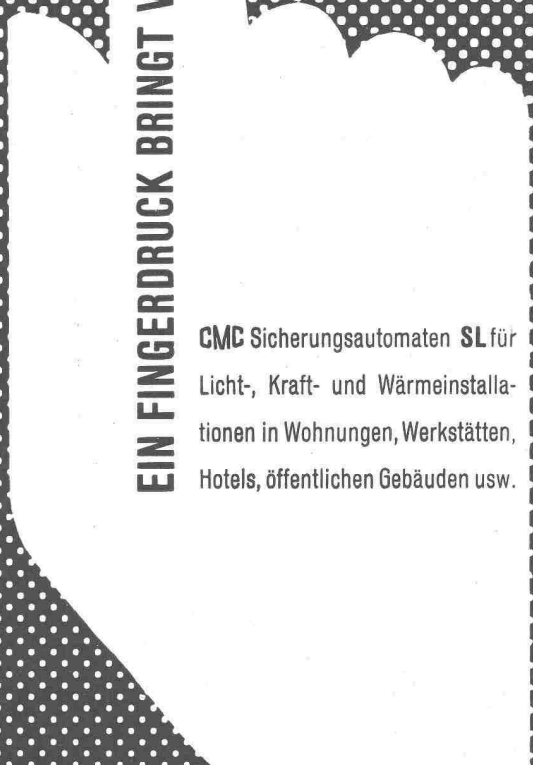 EIN FINGERDRUCK BRINGT
CMC Sicherungsautomaten SL für
Licht-, Kraft- und Wärmeinstalla-
tionen in Wohnungen, Werkstätten,
Hotels, öffentlichen Gebäuden usw.